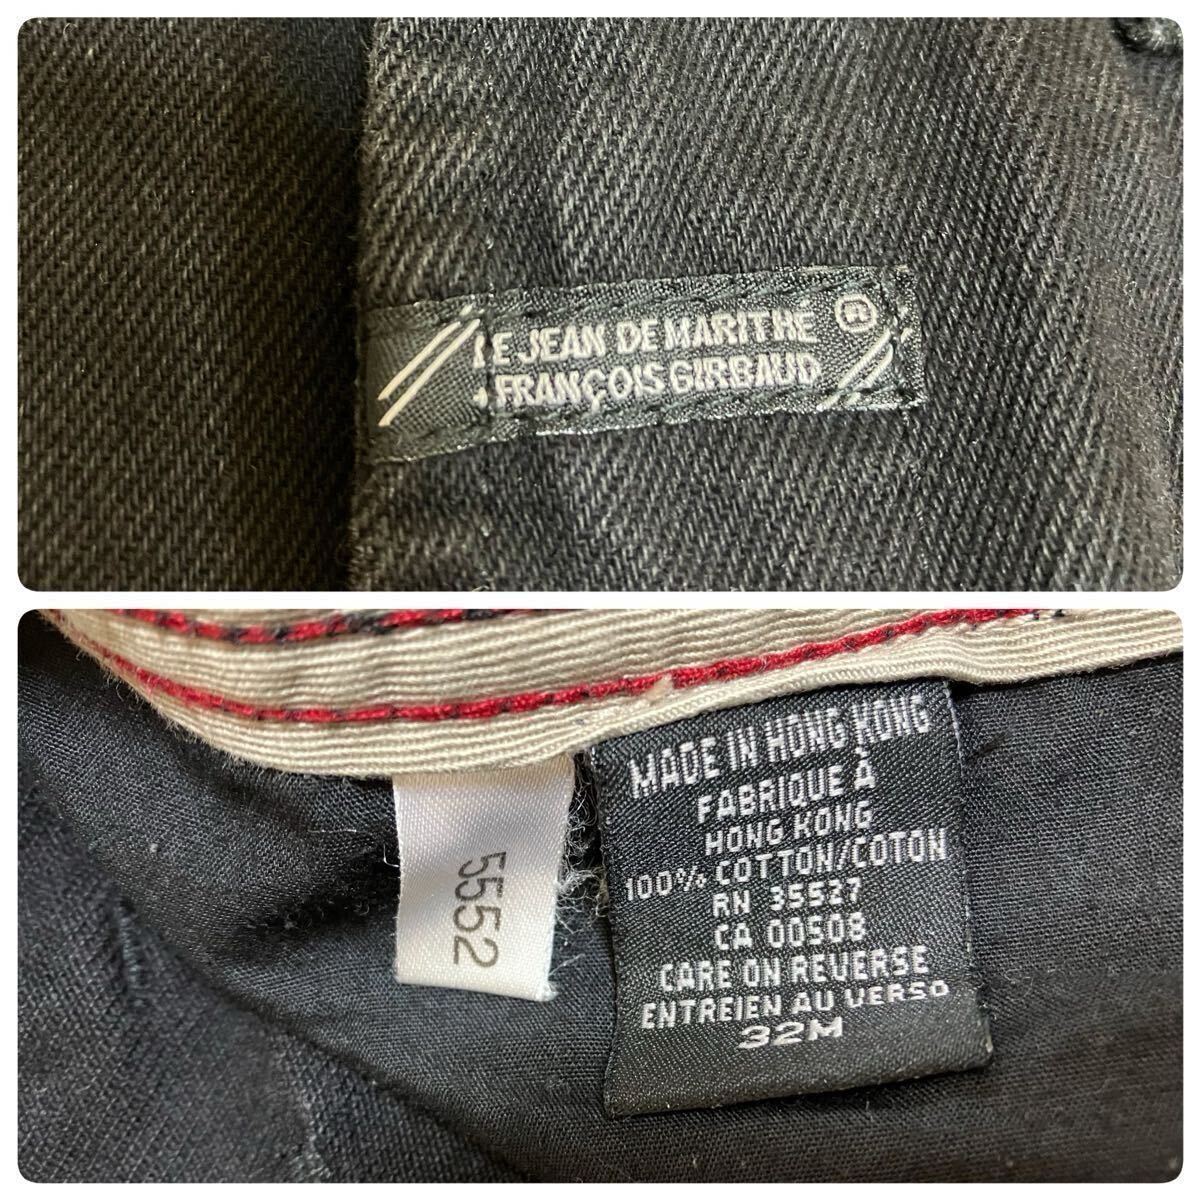 LE JEAN DE MARITHÉ ®
+ FRANÇOIS GIRBAUD
5552
MADE IN HONG KONG
FABRIQUE À
HONG KONG
100% COTTON/COTON
RN 35527
CA 00508
CARE ON REVERSE
ENTREIEN AU VERSO
32M